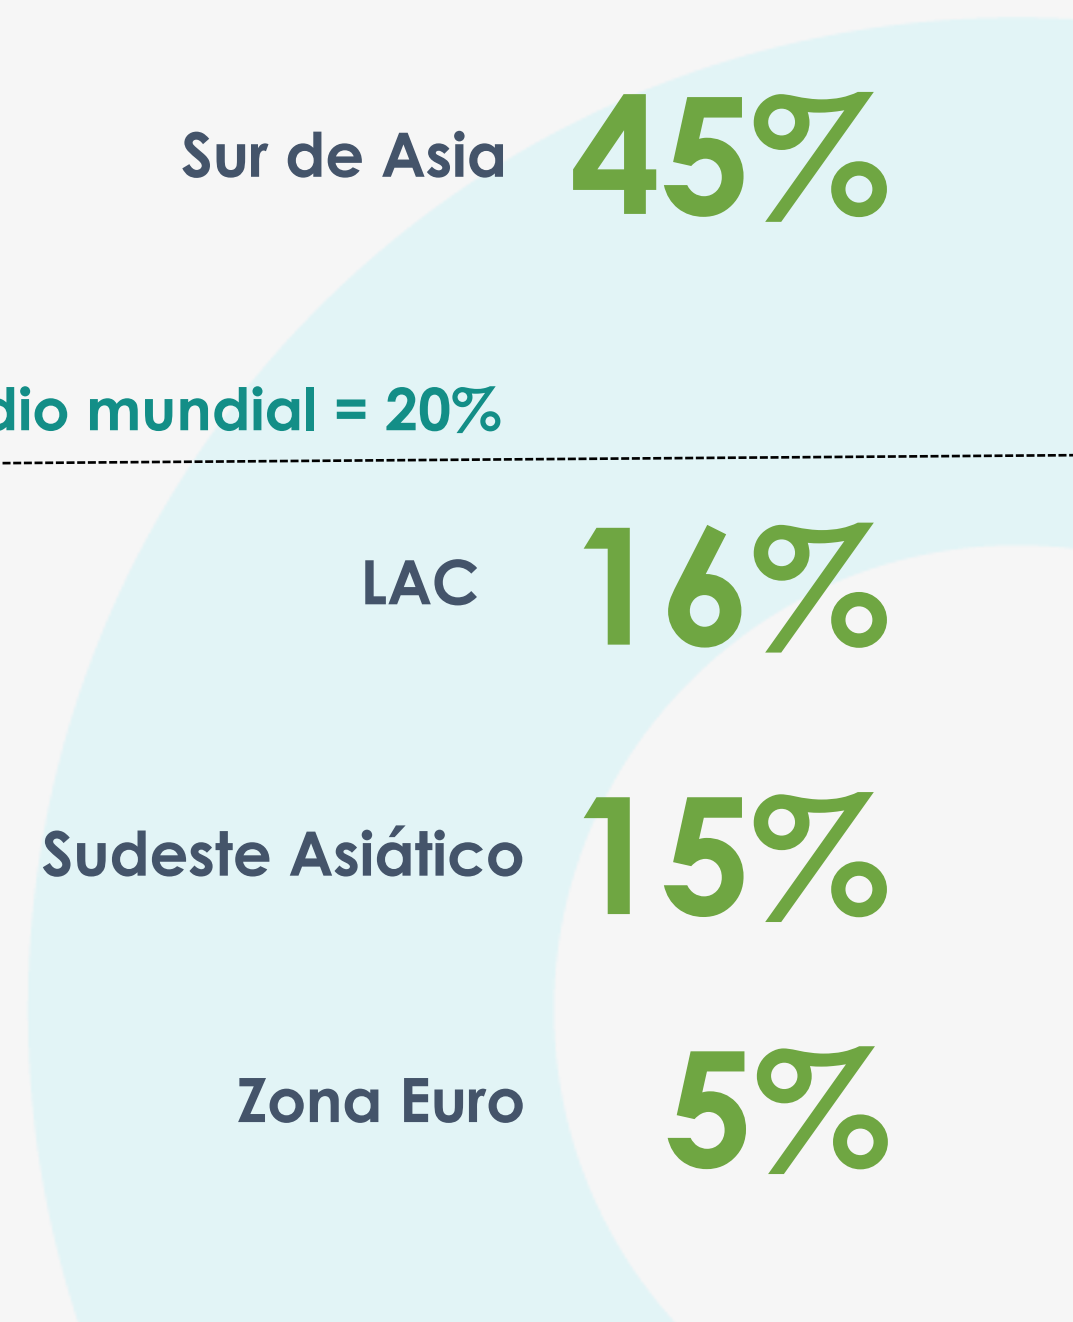 Sur de Asia 45%
dio mundial = 20%
LAC 16%
Sudeste Asiático 15%
Zona Euro 5%